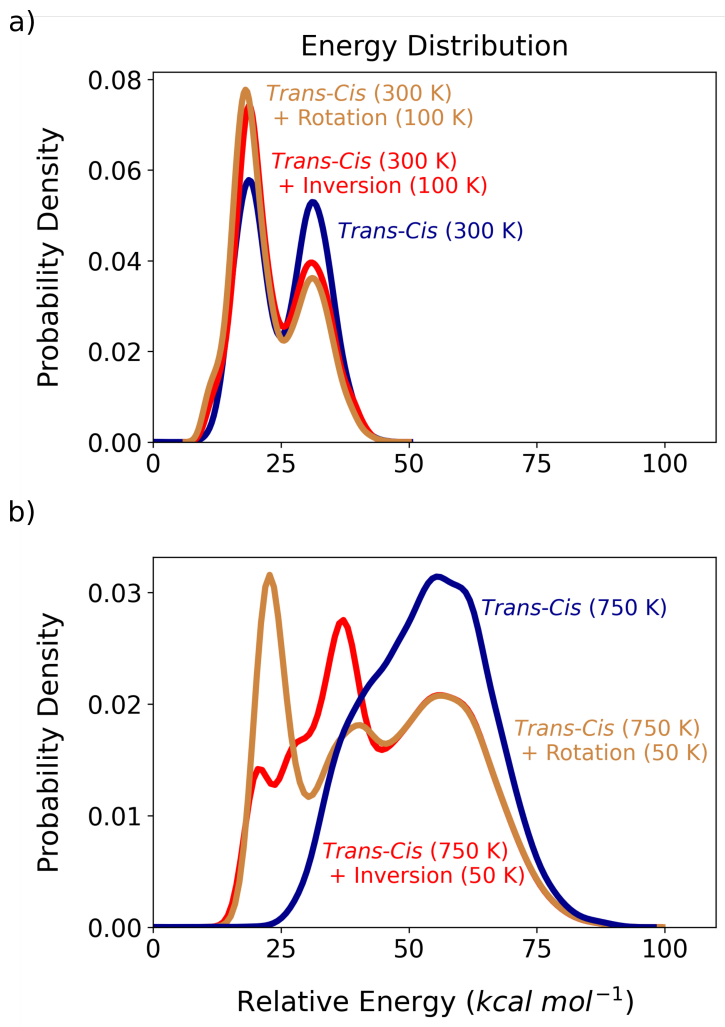 a)
Energy Distribution
0.08
0.06
0.04
0.02
0.00
Probability Density
Trans-Cis (300 K)
+ Rotation (100 K)
Trans-Cis (300 K)
+ Inversion (100 K)
Trans-Cis (300 K)
0 25 50 75 100
b)
0.03
0.02
0.01
0.00
Probability Density
Trans-Cis (750 K)
Trans-Cis (750 K)
+ Rotation (50 K)
Trans-Cis (750 K)
+ Inversion (50 K)
0 25 50 75 100
Relative Energy (kcal mol⁻¹)